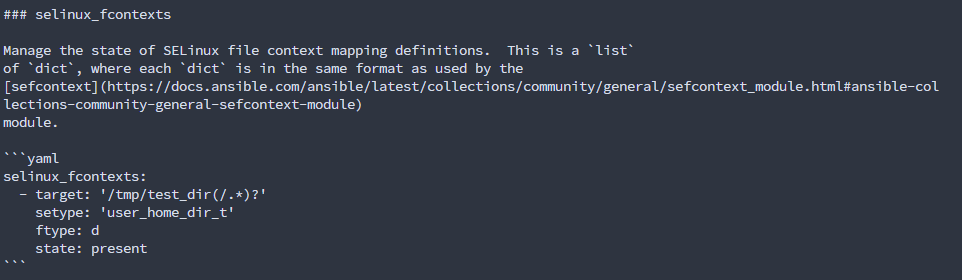 ### selinux_fcontexts

Manage the state of SELinux file context mapping definitions.  This is a `list`
of `dict`, where each `dict` is in the same format as used by the
[sefcontext](https://docs.ansible.com/ansible/latest/collections/community/general/sefcontext_module.html#ansible-col
lections-community-general-sefcontext-module)
module.

```yaml
selinux_fcontexts:
  - target: '/tmp/test_dir(/.*)?'
    setype: 'user_home_dir_t'
    ftype: d
    state: present
```